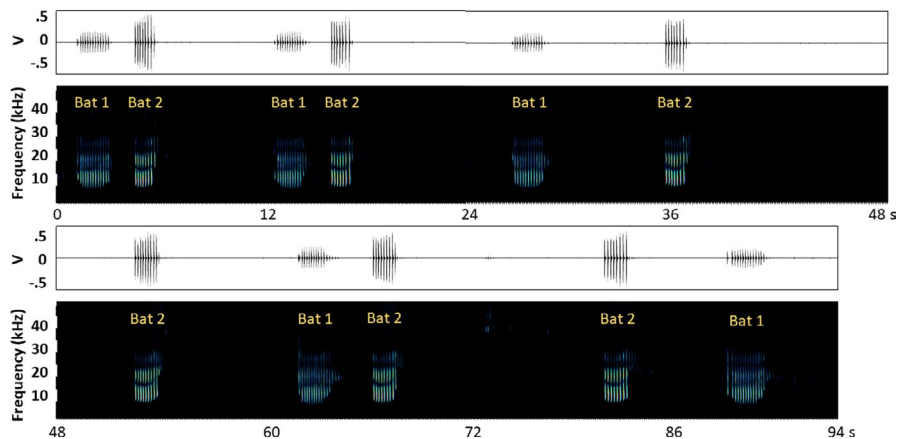 .5
V 0
-.5
Frequency (kHz)
40
30
20
10
Bat 1 Bat 2 Bat 1 Bat 2 Bat 1 Bat 2
0 12 24 36 48 s
.5
V 0
-.5
Frequency (kHz)
40
30
20
10
Bat 2 Bat 1 Bat 2 Bat 2 Bat 1
48 60 72 86 94 s